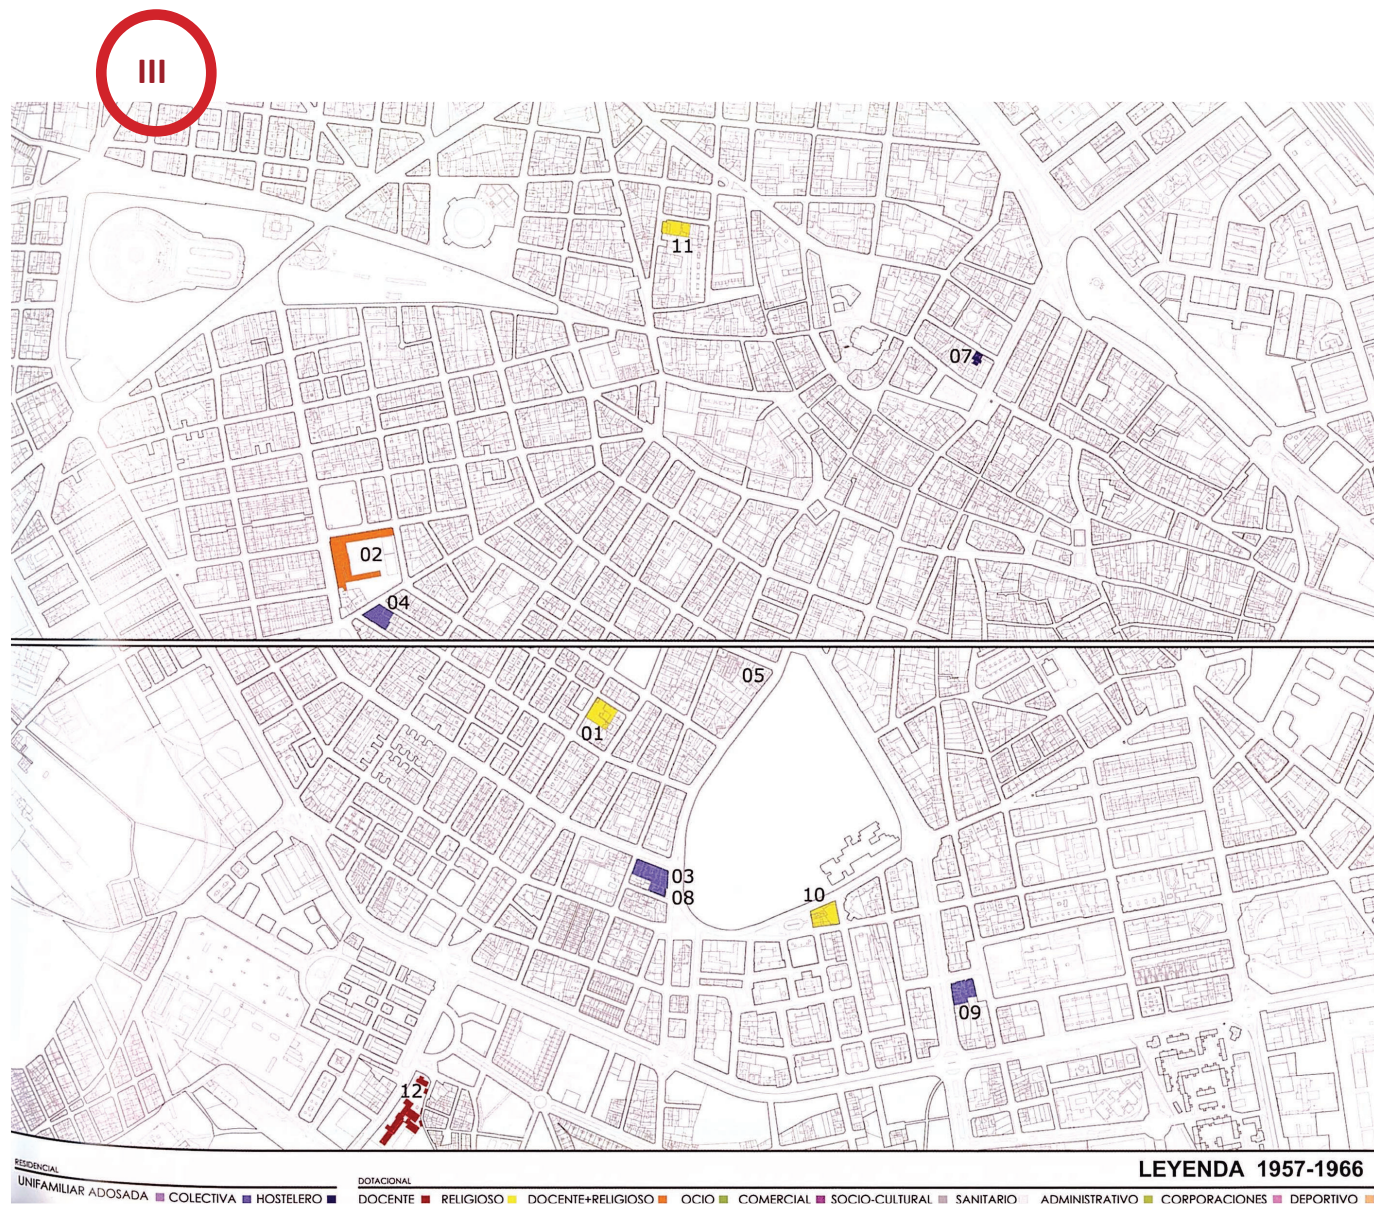 III
11
07
02
04
05
01
03
08
10
09
12
LEYENDA 1957-1966
RESIDENCIAL
UNIFAMILIAR ADOSADA COLECTIVA HOSTELERO
DOTACIONAL
DOCENTE RELIGIOSO DOCENTE+RELIGIOSO OCIO COMERCIAL SOCIO-CULTURAL SANITARIO ADMINISTRATIVO CORPORACIONES DEPORTIVO